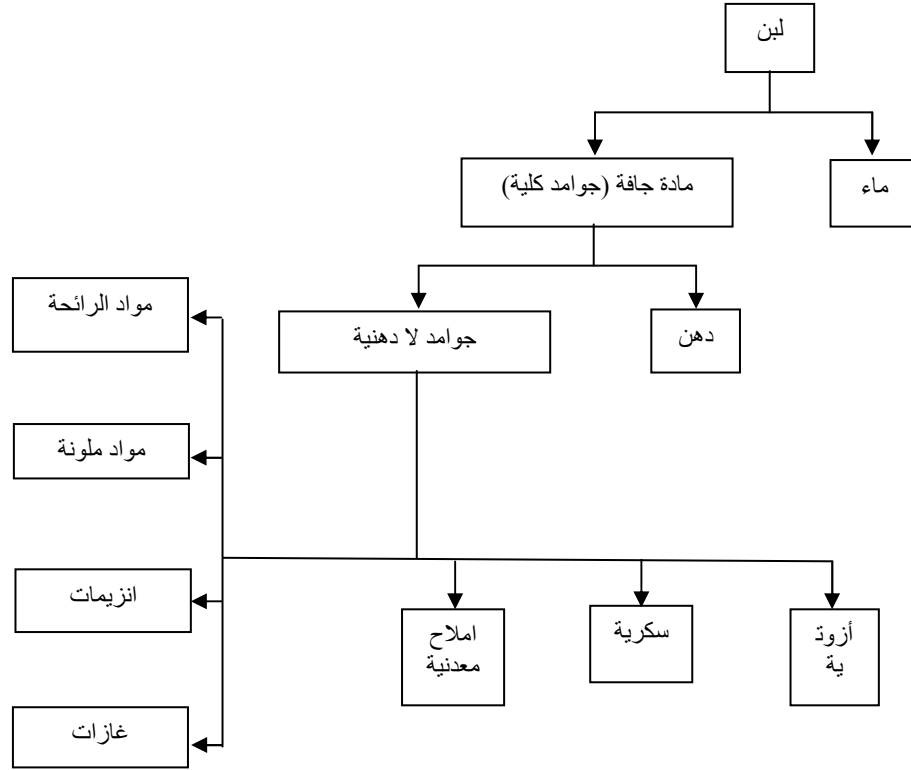 لبن
ماء
مادة جافة (جوامد كلية)
دهن
جوامد لا دهنية
مواد الرائحة
مواد ملونة
انزيمات
غازات
أزوت
ية
سكرية
املاح
معدنية